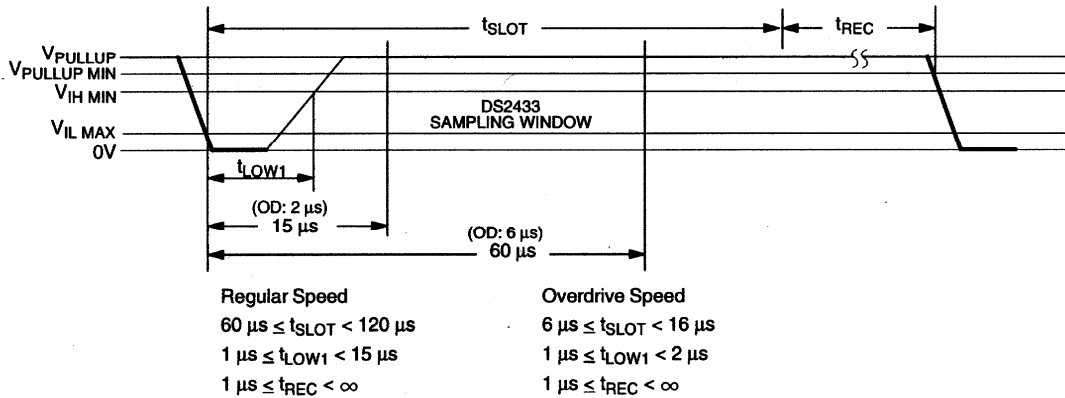 tSLOT
tREC
VPULLUP
VPULLUP MIN
VIH MIN
DS2433
SAMPLING WINDOW
VIL MAX
0V
tLOW1
(OD: 2 µs)
15 µs
(OD: 6 µs)
60 µs
Regular Speed
60 µs ≤ tSLOT < 120 µs
1 µs ≤ tLOW1 < 15 µs
1 µs ≤ tREC < ∞
Overdrive Speed
6 µs ≤ tSLOT < 16 µs
1 µs ≤ tLOW1 < 2 µs
1 µs ≤ tREC < ∞